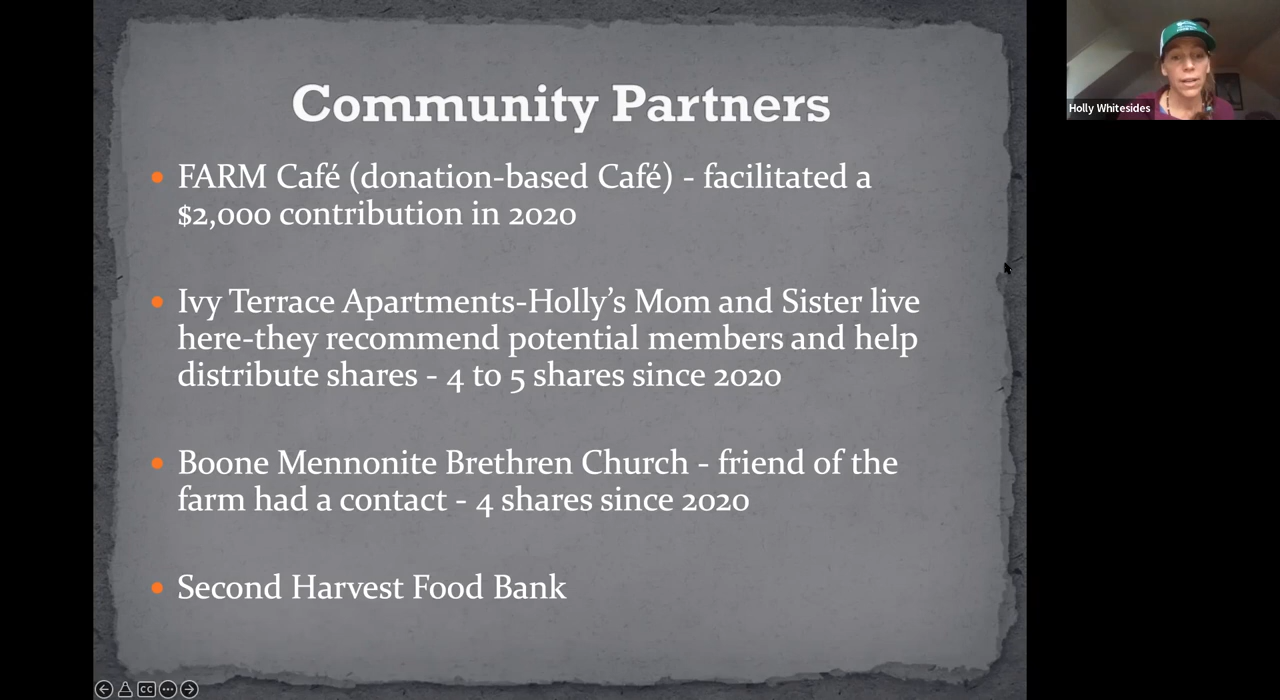 Community Partners
FARM Café (donation-based Café) - facilitated a
$2,000 contribution in 2020
Ivy Terrace Apartments-Holly’s Mom and Sister live
here-they recommend potential members and help
distribute shares - 4 to 5 shares since 2020
Boone Mennonite Brethren Church - friend of the
farm had a contact - 4 shares since 2020
Second Harvest Food Bank
Holly Whitesides
CC